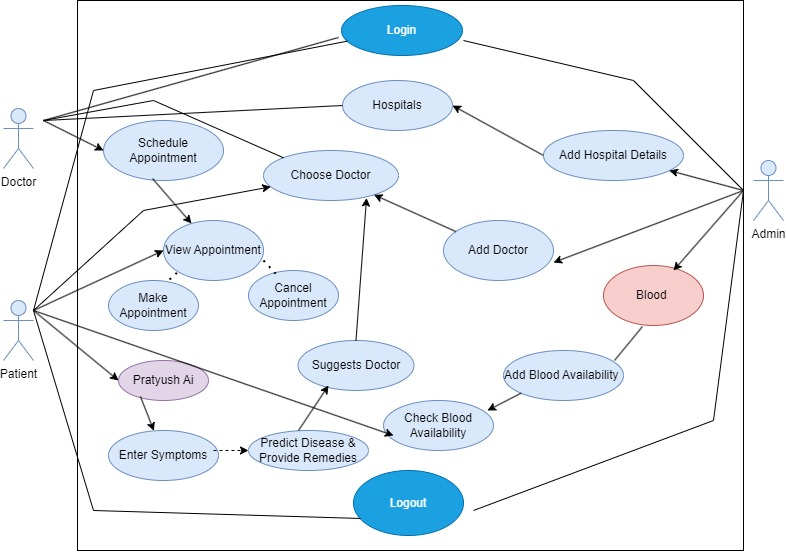 Login
Hospitals
Schedule
Appointment
Add Hospital Details
Choose Doctor
Doctor
Admin
View Appointment
Add Doctor
Make
Appointment
Cancel
Appointment
Blood
Patient
Suggests Doctor
Pratyush Ai
Add Blood Availability
Check Blood
Availability
Enter Symptoms
Predict Disease &
Provide Remedies
Logout